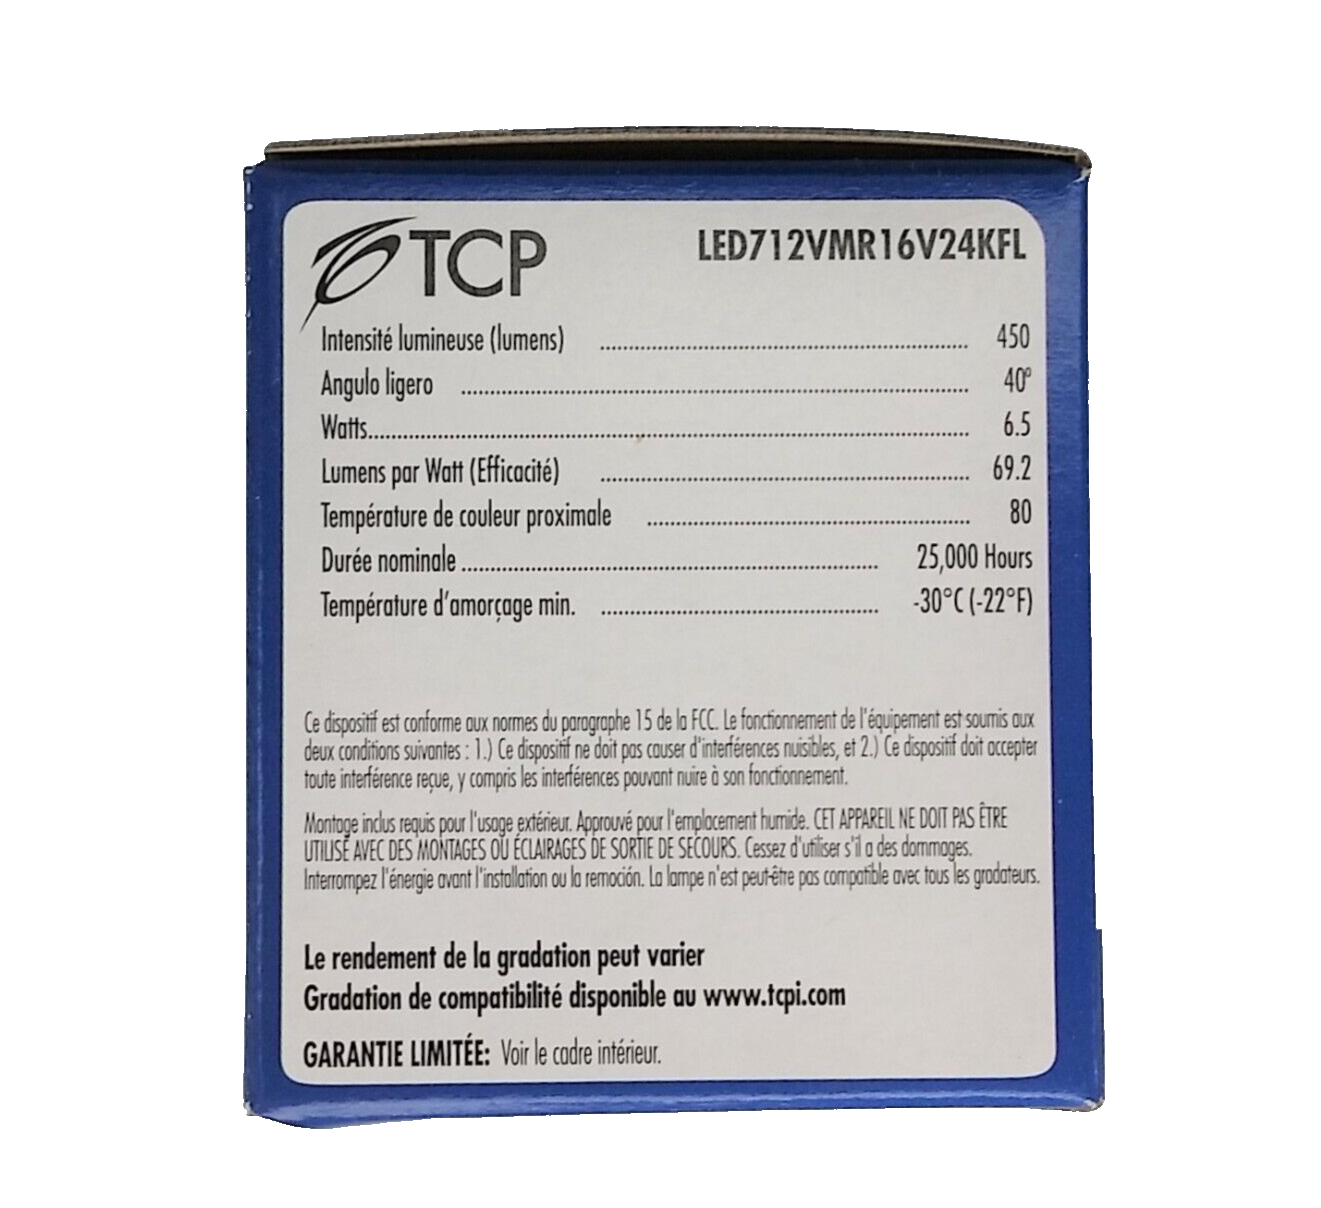 TCP
LED712VMR16V24KFL
Intensité lumineuse (lumens) ........................ 450
Angulo ligero ........................ 40°
Watts........................ 6.5
Lumens par Watt (Efficacité) ........................ 69.2
Température de couleur proximale ........................ 80
Durée nominale ........................ 25,000 Hours
Température d'amorçage min. ........................ -30°C (-22°F)
Ce dispositif est conforme aux normes du paragraphe 15 de la FCC. Le fonctionnement de l'équipement est soumis aux
deux conditions suivantes : 1.) Ce dispositif ne doit pas causer d'interférences nuisibles, et 2.) Ce dispositif doit accepter
toute interférence reçue, y compris les interférences pouvant nuire à son fonctionnement.
Montage inclus requis pour l'usage extérieur. Approuvé pour l'emplacement humide. CET APPAREIL NE DOIT PAS ÊTRE
UTILISÉ AVEC DES MONTAGES OÙ ÉCLAIRAGES DE SORTIE DE SECOURS. Cessez d'utiliser s'il a des dommages.
Interrompez l'énergie avant l'installation ou la remoción. La lampe n'est peut-être pas compatible avec tous les gradateurs.
Le rendement de la gradation peut varier
Gradation de compatibilité disponible au www.tcpi.com
GARANTIE LIMITÉE: Voir le cadre intérieur.